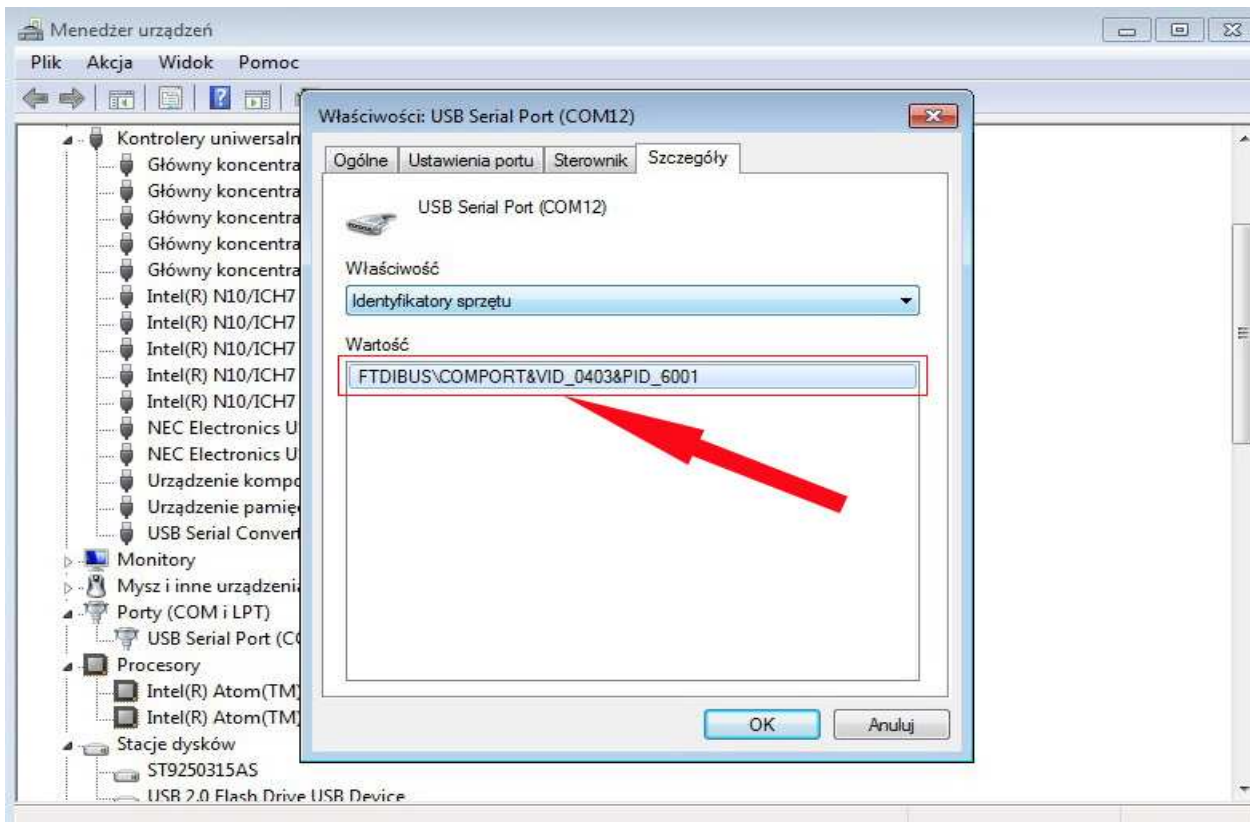 Menedżer urządzeń
Plik Akcja Widok Pomoc
Kontrolery uniwersaln
Główny koncentra
Główny koncentra
Główny koncentra
Główny koncentra
Główny koncentra
Intel(R) N10/ICH7
Intel(R) N10/ICH7
Intel(R) N10/ICH7
Intel(R) N10/ICH7
Intel(R) N10/ICH7
NEC Electronics U
NEC Electronics U
Urządzenie kompo
Urządzenie pamię
USB Serial Convert
Monitory
Mysz i inne urządzenia
Porty (COM i LPT)
USB Serial Port (CO
Procesory
Intel(R) Atom(TM)
Intel(R) Atom(TM)
Stacje dysków
ST9250315AS
USB 2.0 Flash Drive USB Device
Właściwości: USB Serial Port (COM12)
Ogólne Ustawienia portu Sterownik Szczegóły
USB Serial Port (COM12)
Właściwość
Identyfikatory sprzętu
Wartość
FTDIBUS\COMPORT&VID_0403&PID_6001
OK Anuluj